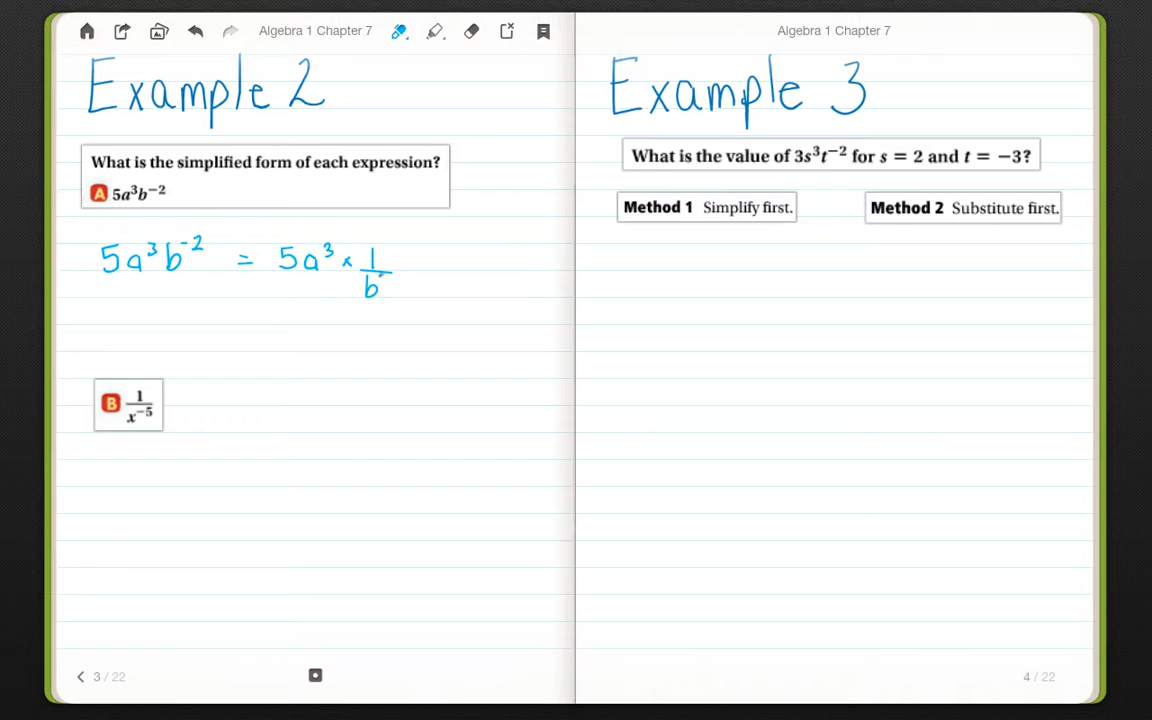 Algebra 1 Chapter 7
Example 2
What is the simplified form of each expression?
A 5a³b⁻²
5a³b⁻² = 5a³ × 1/b
B 1/x⁻⁵
3 / 22
Algebra 1 Chapter 7
Example 3
What is the value of 3s³t⁻² for s = 2 and t = −3?
Method 1 Simplify first.
Method 2 Substitute first.
4 / 22